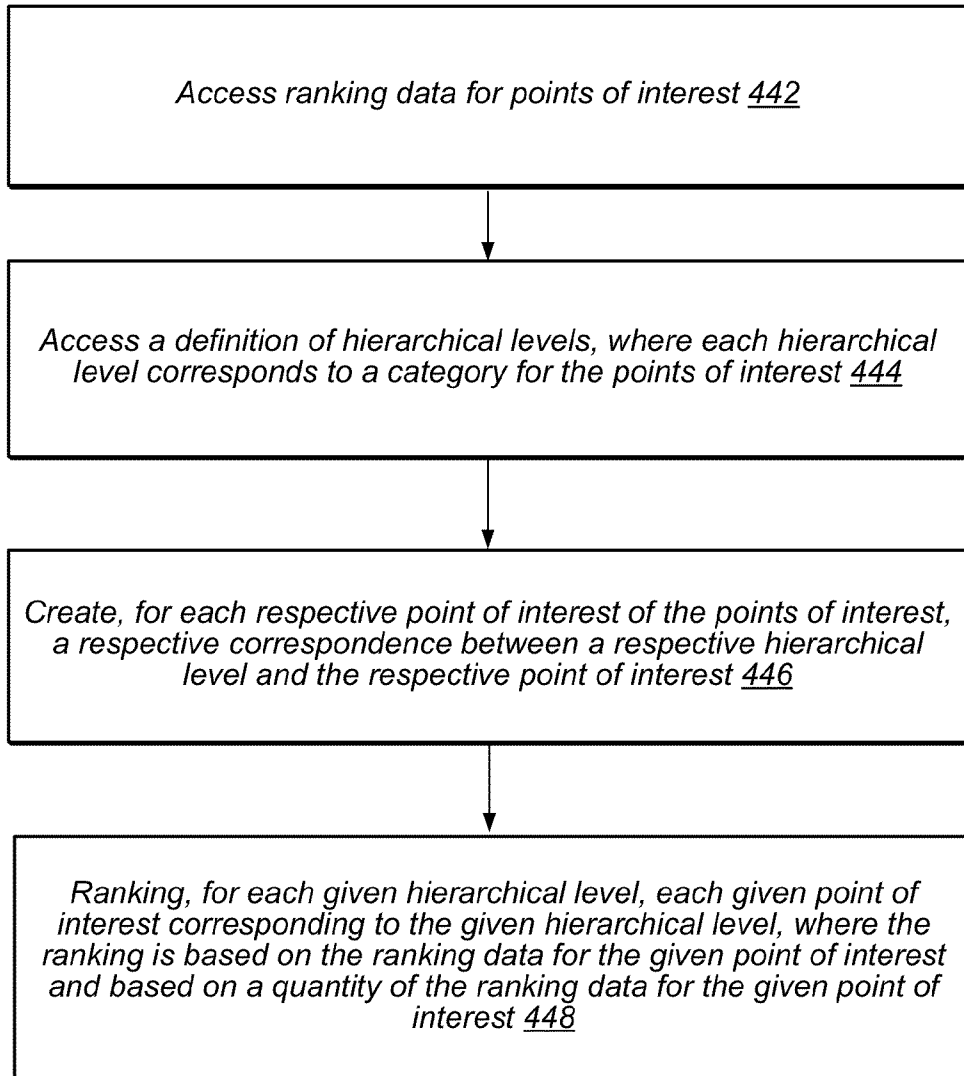 Access ranking data for points of interest 442
Access a definition of hierarchical levels, where each hierarchical
level corresponds to a category for the points of interest 444
Create, for each respective point of interest of the points of interest,
a respective correspondence between a respective hierarchical
level and the respective point of interest 446
Ranking, for each given hierarchical level, each given point of
interest corresponding to the given hierarchical level, where the
ranking is based on the ranking data for the given point of interest
and based on a quantity of the ranking data for the given point of
interest 448